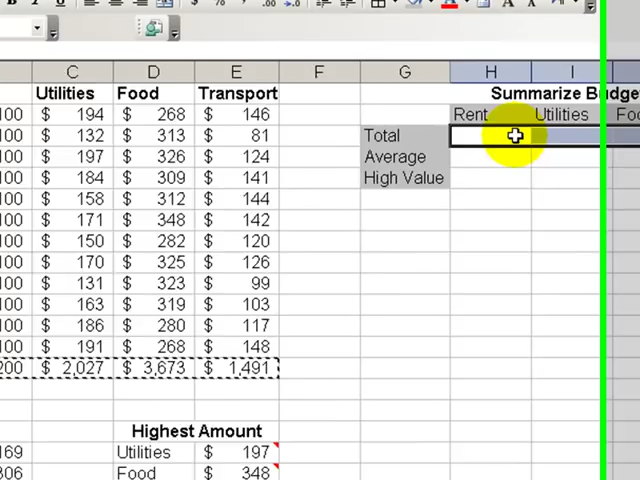 C D E F G H I
Utilities Food Transport Summarize Budge
100 $ 194 $ 268 $ 146 Rent Utilities Foo
100 $ 132 $ 313 $ 81 Total
100 $ 197 $ 326 $ 124 Average
100 $ 184 $ 309 $ 141 High Value
100 $ 158 $ 312 $ 144
100 $ 171 $ 348 $ 142
100 $ 150 $ 282 $ 120
100 $ 170 $ 325 $ 126
100 $ 131 $ 323 $ 99
100 $ 163 $ 319 $ 103
100 $ 186 $ 280 $ 117
100 $ 191 $ 268 $ 148
200 $ 2,027 $ 3,673 $ 1,491
Highest Amount
169 Utilities $ 197
306 Food $ 348